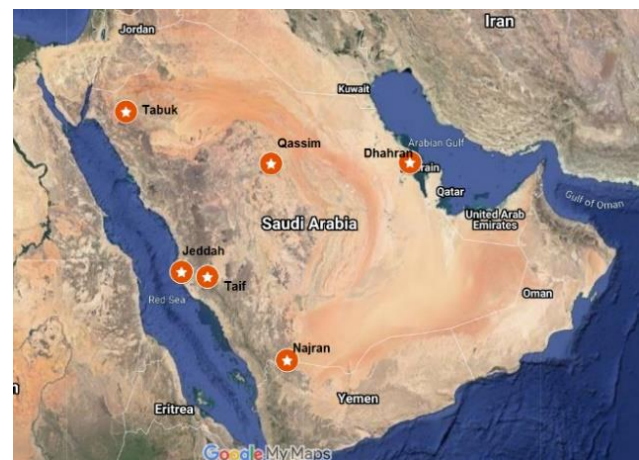 Iran
Jordan
Kuwait
Tabuk
Qassim
Dhahran
Arabian Gulf
rain
Qatar
Gulf of Oman
United Arab
Emirates
Saudi Arabia
Jeddah
Taif
Red Sea
Oman
Najran
Yemen
Eritrea
n
Google My Maps